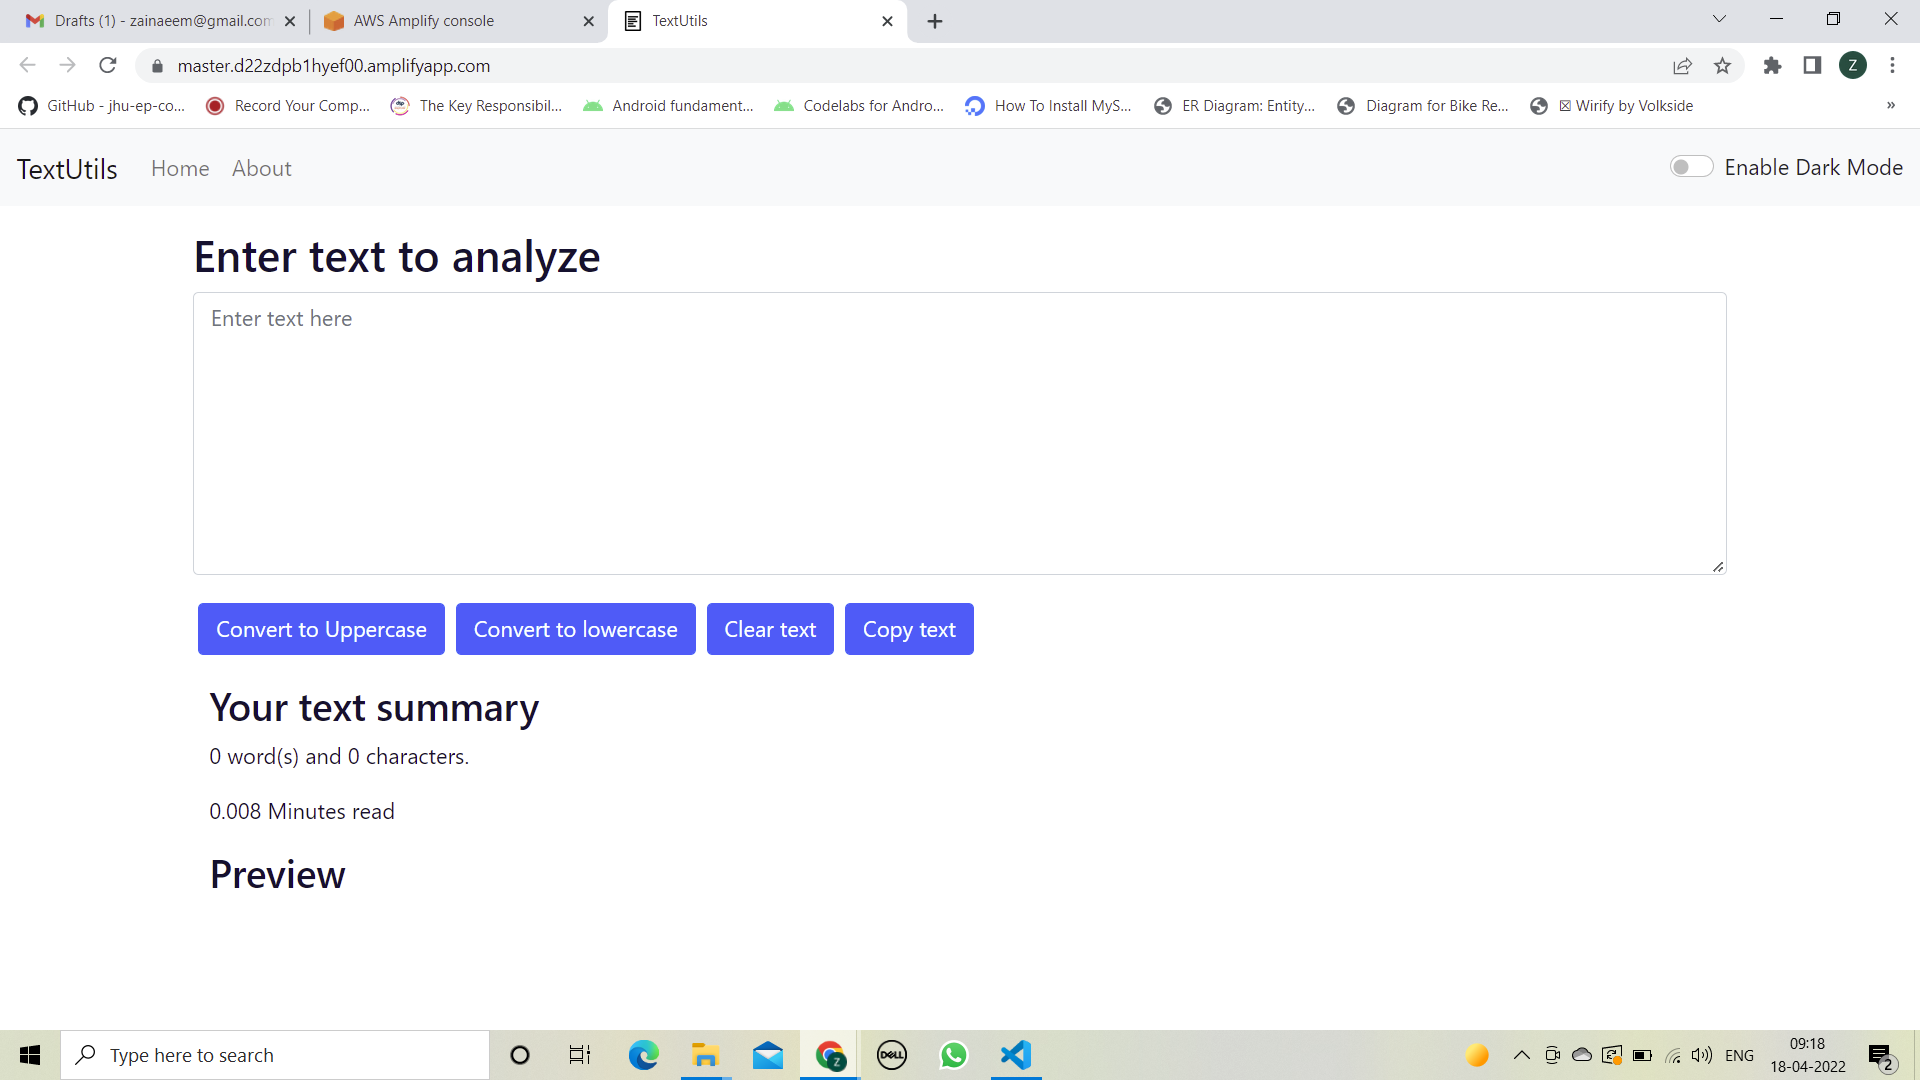 Drafts (1) - zainaeem@gmail.com
AWS Amplify console
TextUtils
master.d22zdpb1hyef00.amplifyapp.com
Z
GitHub - jhu-ep-co...
Record Your Comp...
The Key Responsibil...
Android fundament...
Codelabs for Andro...
How To Install MyS...
ER Diagram: Entity...
Diagram for Bike Re...
Wirify by Volkside
»
TextUtils
Home
About
Enable Dark Mode
Enter text to analyze
Enter text here
Convert to Uppercase
Convert to lowercase
Clear text
Copy text
Your text summary
0 word(s) and 0 characters.
0.008 Minutes read
Preview
Type here to search
Z
DELL
ENG
09:18
18-04-2022
2